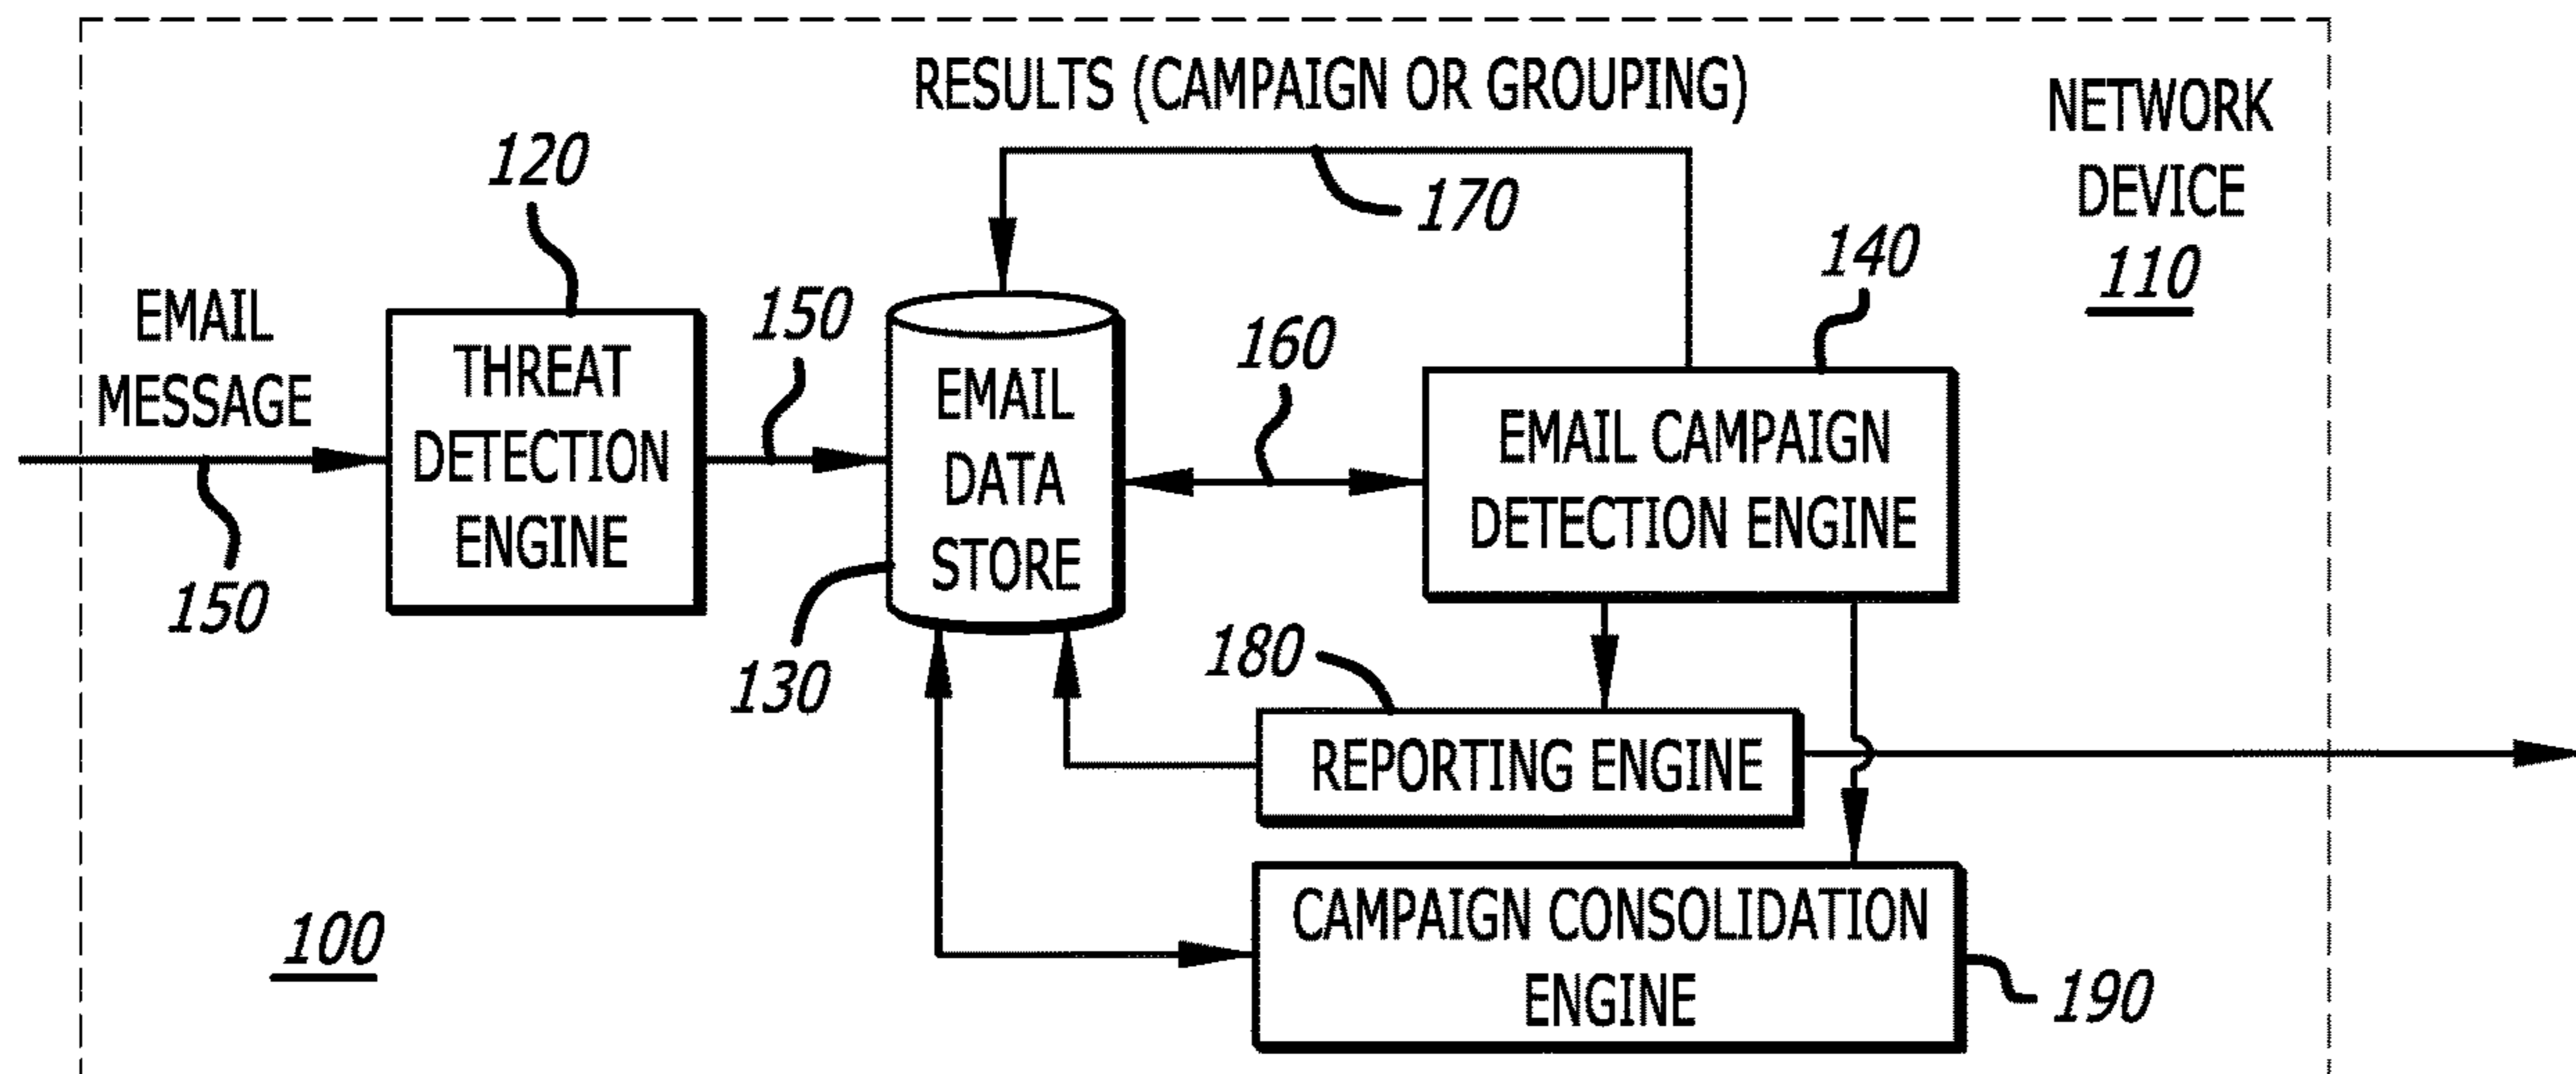 RESULTS (CAMPAIGN OR GROUPING)
NETWORK
DEVICE
110
120
170
140
EMAIL
MESSAGE
150
THREAT
DETECTION
ENGINE
150
EMAIL
DATA
STORE
160
EMAIL CAMPAIGN
DETECTION ENGINE
150
130
180
REPORTING ENGINE
CAMPAIGN CONSOLIDATION
ENGINE
190
100